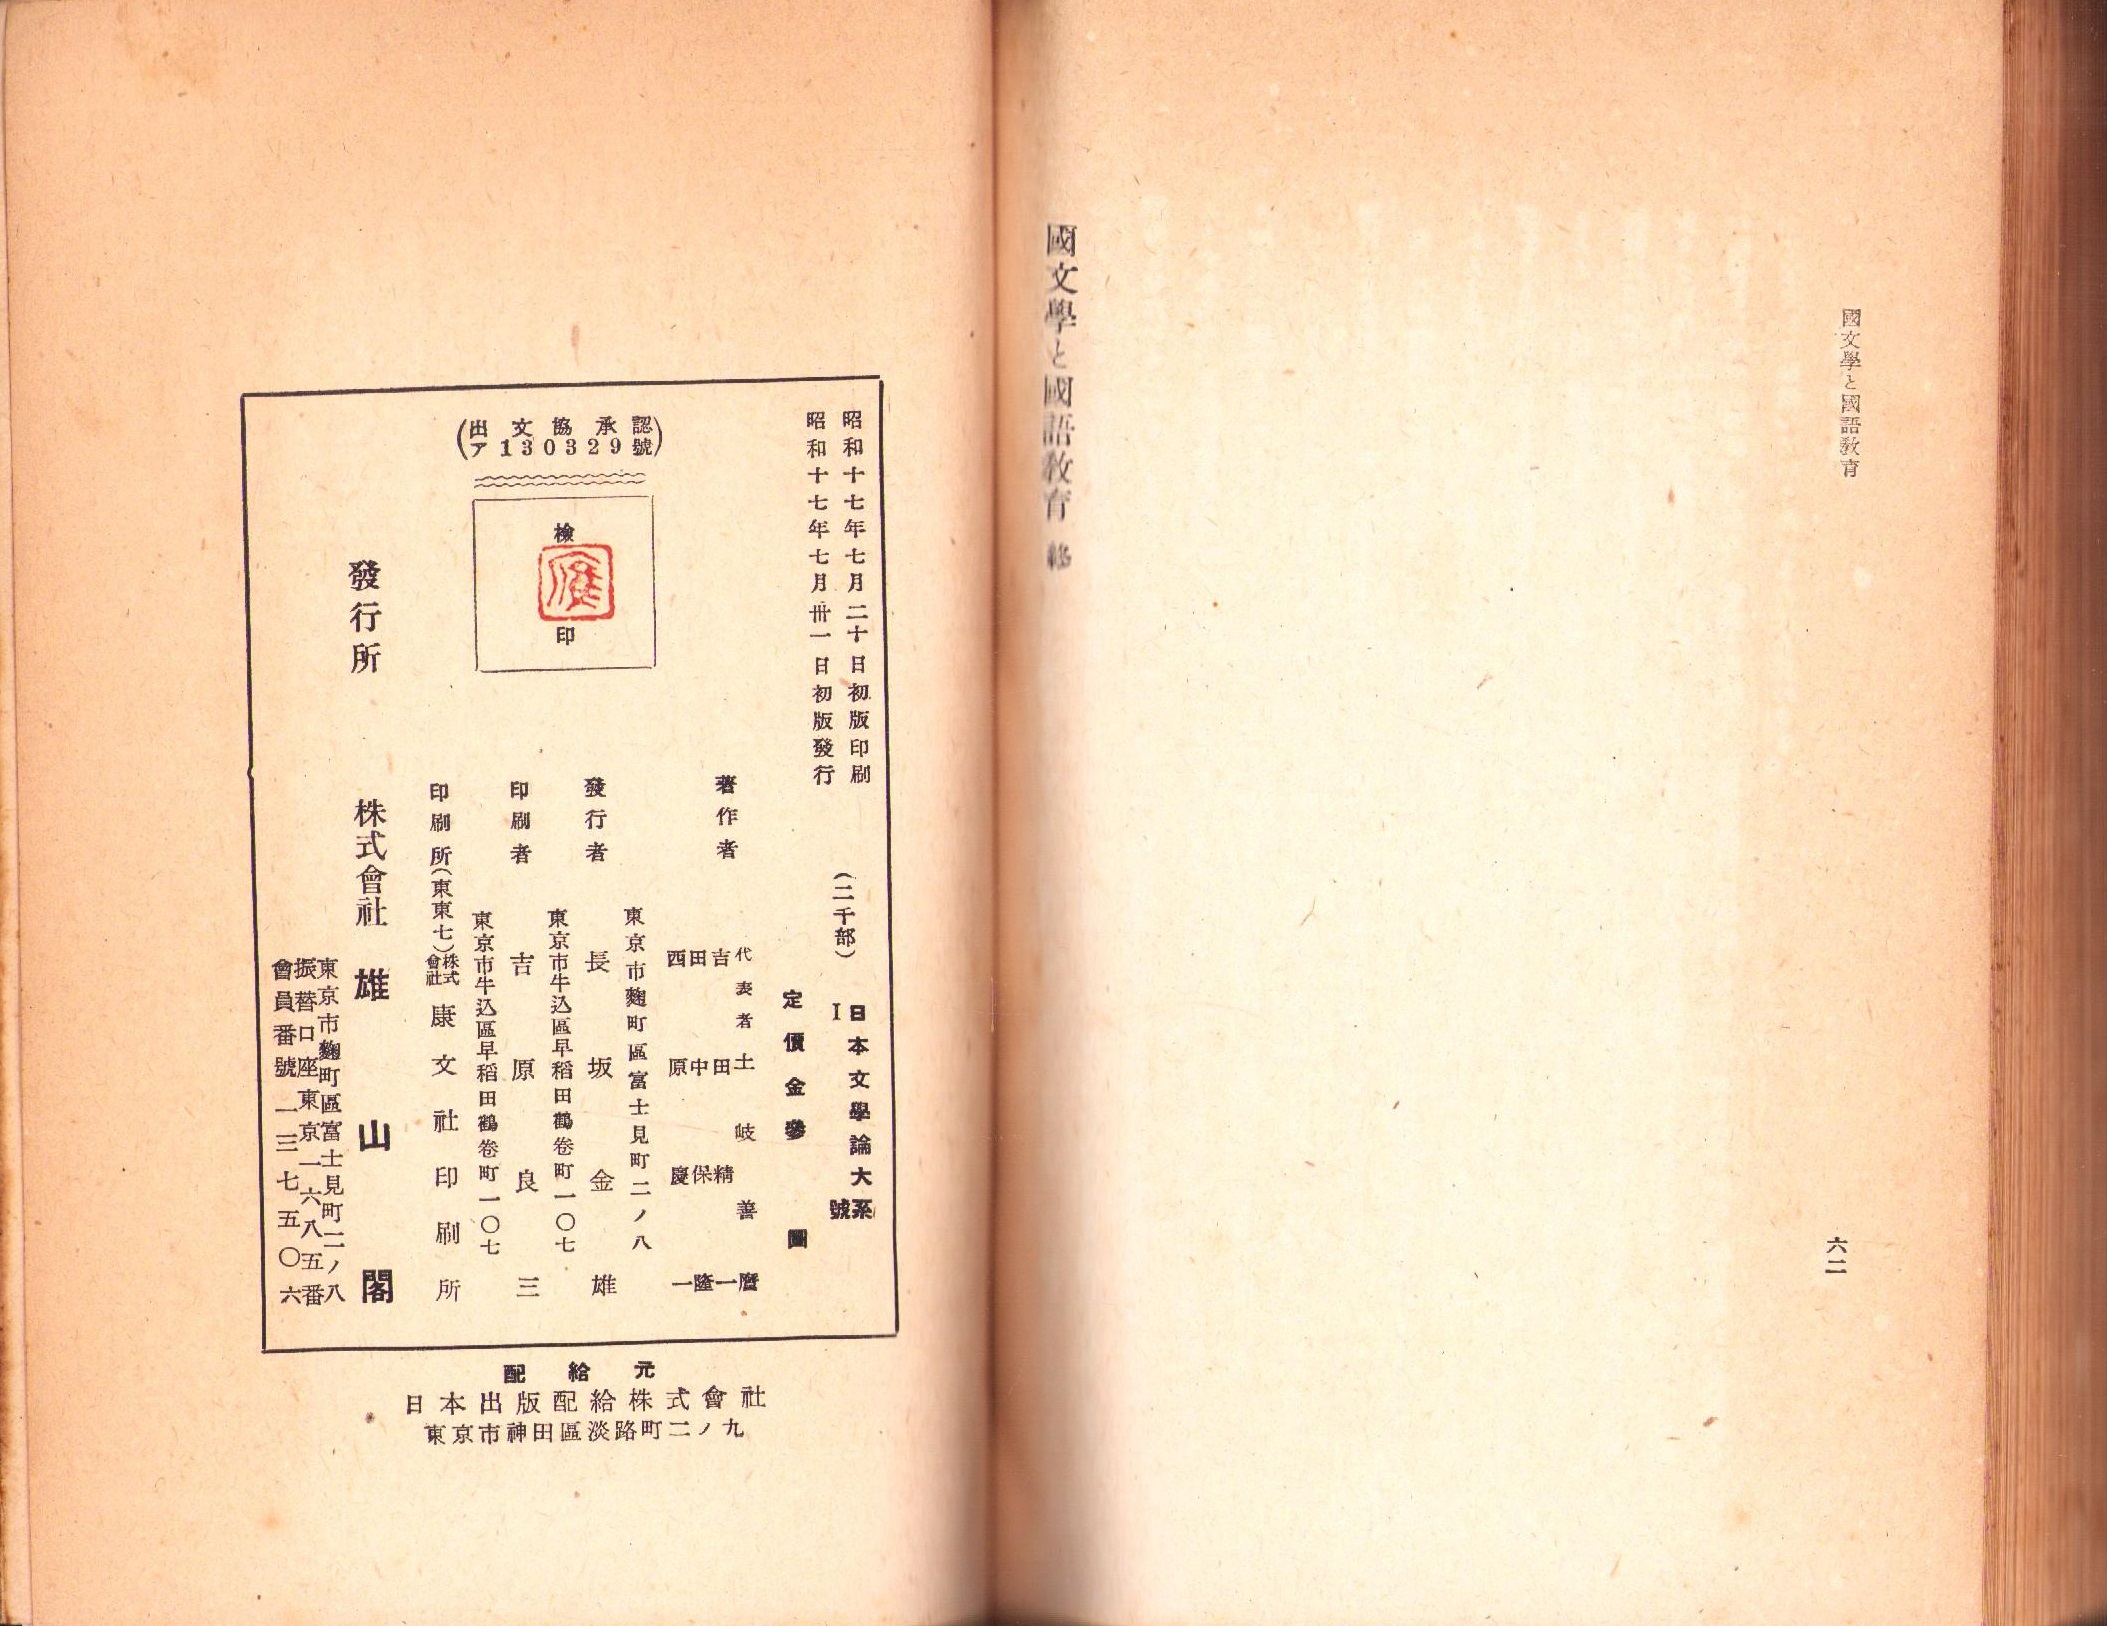 國文學と國語教育
六二
國文學と國語教育 終
昭和十七年七月二十日初版印刷
昭和十七年七月卅一日初版發行
(二千部)
日本文學論大系
I號
定價金參圓
著作者
代表者 土岐善麿
吉田精一
田中保隆
西原慶一
東京市麴町區富士見町二ノ八
發行者 長坂金雄
東京市牛込區早稻田鶴卷町一〇七
印刷者 吉原良三
東京市牛込區早稻田鶴卷町一〇七
印刷所(東東七)株式會社 康文社印刷所
(出文協承認
ア130329號)
檢
印
發行所 株式會社 雄山閣
東京市麴町區富士見町二ノ八
振替口座東京一六八五番
會員番號一三七五〇六
配給元
日本出版配給株式會社
東京市神田區淡路町二ノ九